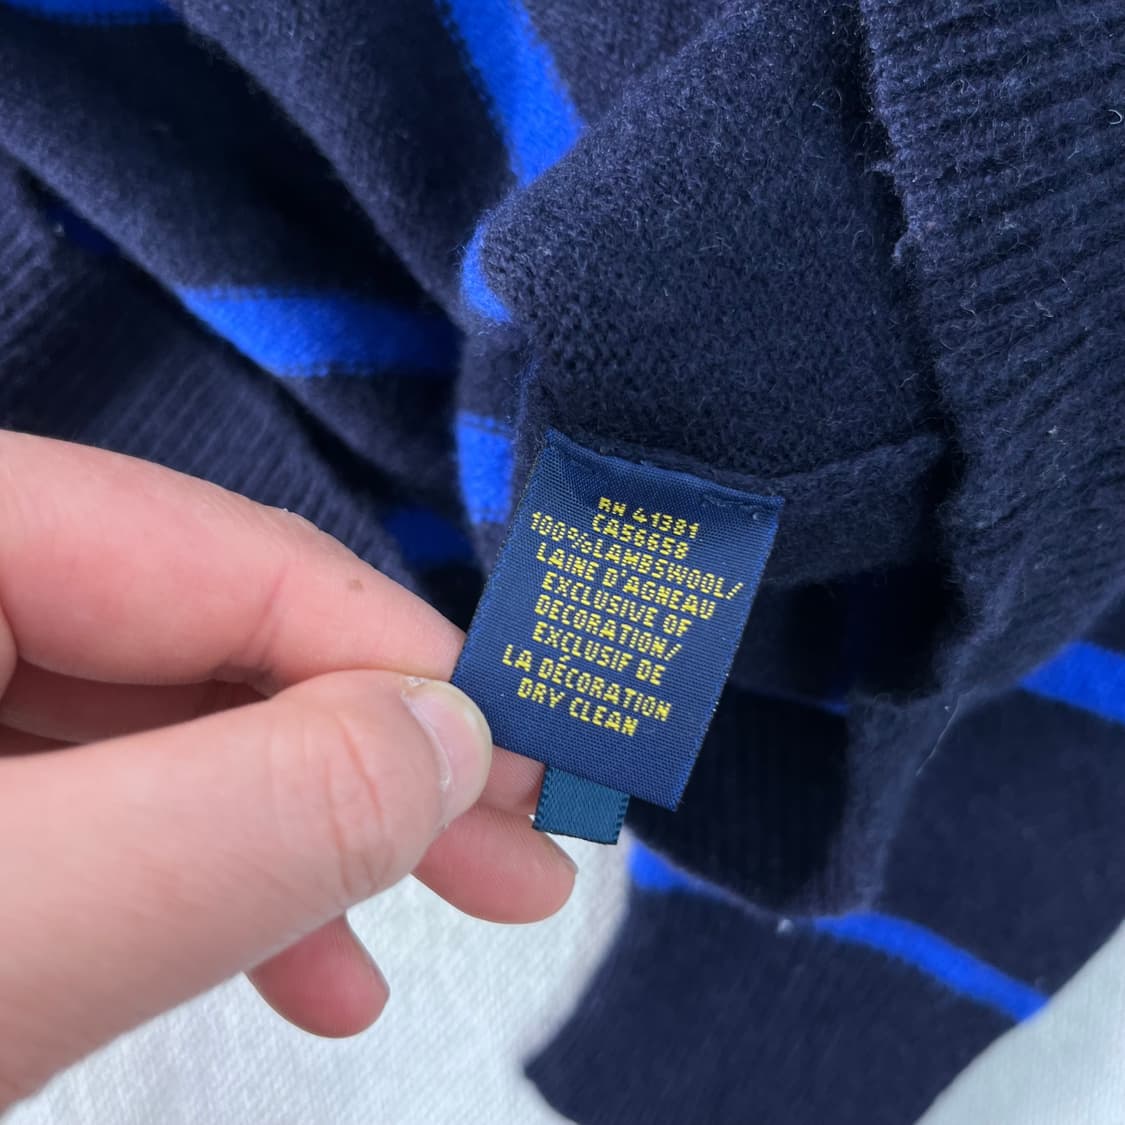 RN 41381
CA56658
100%LAMBSWOOL/
LAINE D'AGNEAU
EXCLUSIVE OF
DECORATION/
EXCLUSIF DE
LA DÉCORATION
DRY CLEAN